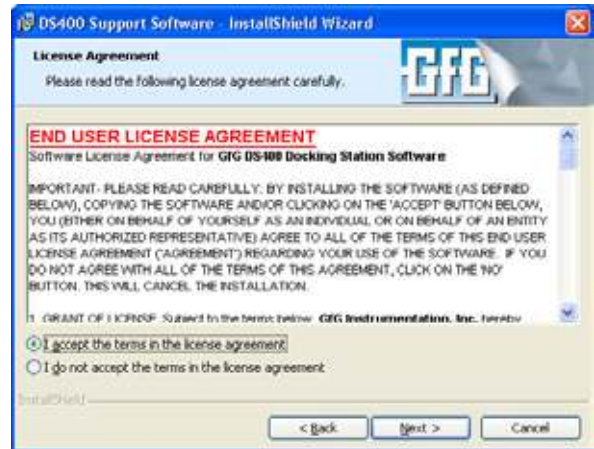 DS400 Support Software - InstallShield Wizard
License Agreement
Please read the following license agreement carefully.
GfG
END USER LICENSE AGREEMENT
Software License Agreement for GfG DS400 Docking Station Software
IMPORTANT- PLEASE READ CAREFULLY: BY INSTALLING THE SOFTWARE (AS DEFINED
BELOW), COPYING THE SOFTWARE AND/OR CLICKING ON THE 'ACCEPT' BUTTON BELOW,
YOU (EITHER ON BEHALF OF YOURSELF AS AN INDIVIDUAL OR ON BEHALF OF AN ENTITY
AS ITS AUTHORIZED REPRESENTATIVE) AGREE TO ALL OF THE TERMS OF THIS END USER
LICENSE AGREEMENT ('AGREEMENT') REGARDING YOUR USE OF THE SOFTWARE. IF YOU
DO NOT AGREE WITH ALL OF THE TERMS OF THIS AGREEMENT, CLICK ON THE 'NO'
BUTTON. THIS WILL CANCEL THE INSTALLATION.
1. GRANT OF LICENSE. Subject to the terms below, GfG Instrumentation, Inc. hereby
I accept the terms in the license agreement
I do not accept the terms in the license agreement
InstallShield
< Back
Next >
Cancel